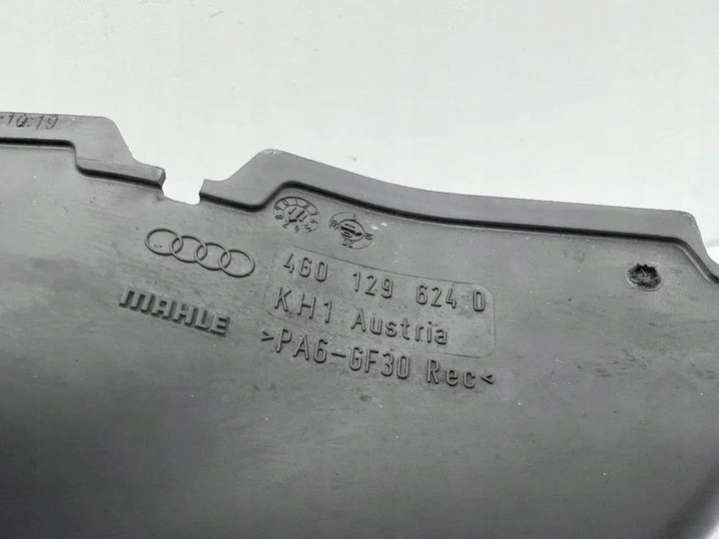 10:19
4G0 129 624 D
MAHLE
KH1 Austria
>PA6-GF30 Rec<